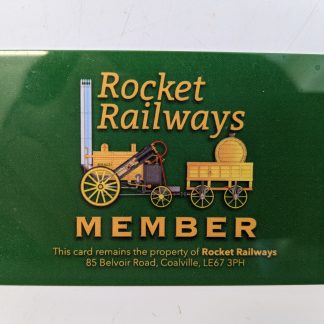 Rocket
Railways
MEMBER
This card remains the property of Rocket Railways
85 Belvoir Road, Coalville, LE67 3PH